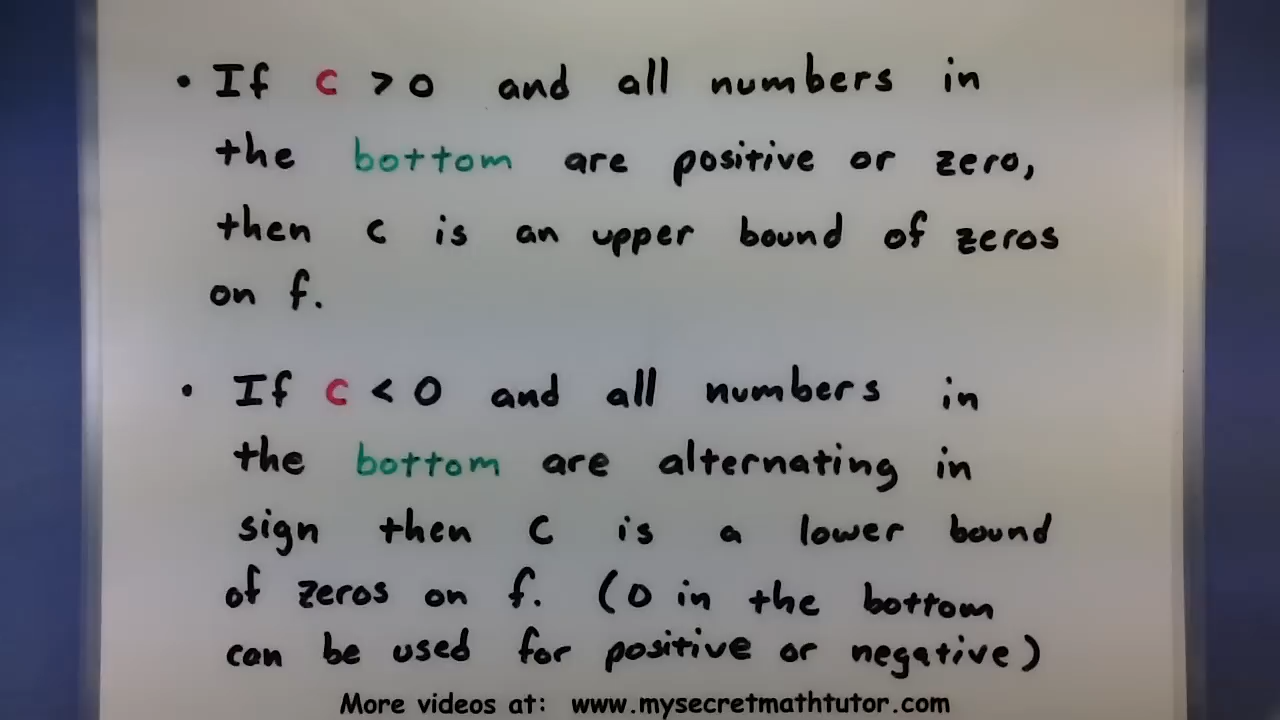 • If c > 0 and all numbers in
the bottom are positive or zero,
then c is an upper bound of zeros
on f.
• If c < 0 and all numbers in
the bottom are alternating in
sign then C is a lower bound
of zeros on f. (0 in the bottom
can be used for positive or negative)
More videos at: www.mysecretmathtutor.com